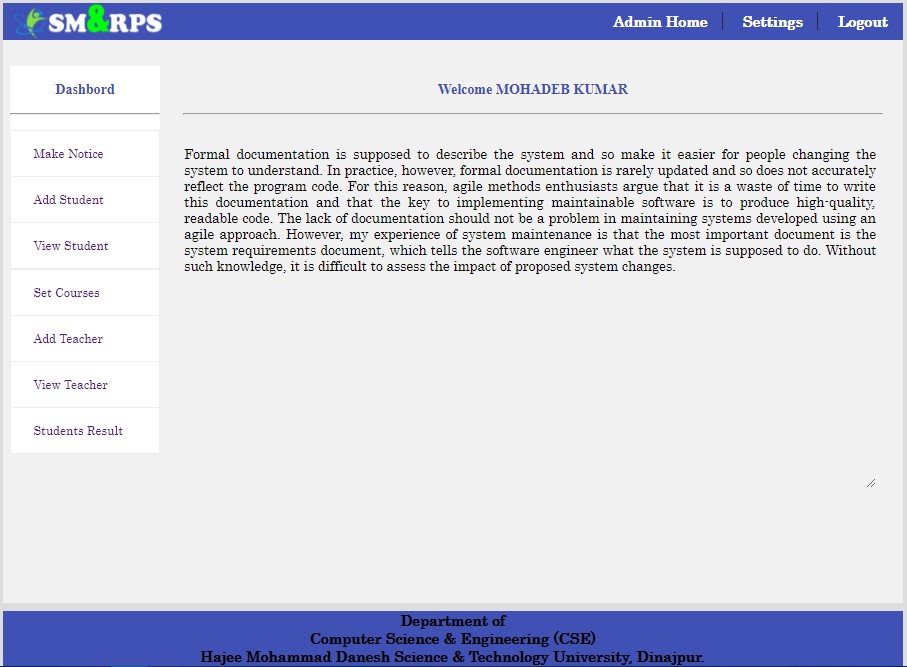 SM&RPS
Admin Home
Settings
Logout
Dashbord
Make Notice
Add Student
View Student
Set Courses
Add Teacher
View Teacher
Students Result
Welcome MOHADEB KUMAR
Formal documentation is supposed to describe the system and so make it easier for people changing the
system to understand. In practice, however, formal documentation is rarely updated and so does not accurately
reflect the program code. For this reason, agile methods enthusiasts argue that it is a waste of time to write
this documentation and that the key to implementing maintainable software is to produce high-quality,
readable code. The lack of documentation should not be a problem in maintaining systems developed using an
agile approach. However, my experience of system maintenance is that the most important document is the
system requirements document, which tells the software engineer what the system is supposed to do. Without
such knowledge, it is difficult to assess the impact of proposed system changes.
Department of
Computer Science & Engineering (CSE)
Hajee Mohammad Danesh Science & Technology University, Dinajpur.